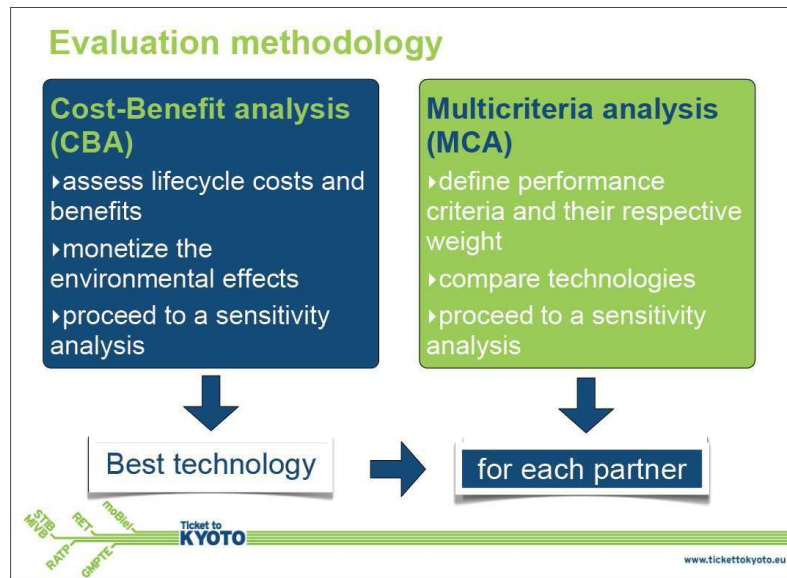 Evaluation methodology
Cost-Benefit analysis
(CBA)
▸assess lifecycle costs and
benefits
▸monetize the
environmental effects
▸proceed to a sensitivity
analysis
Multicriteria analysis
(MCA)
▸define performance
criteria and their respective
weight
▸compare technologies
▸proceed to a sensitivity
analysis
Best technology
for each partner
STIB
MIVB
RET
moBiel
RATP
GMPTE
Ticket to
KYOTO
www.tickettokyoto.eu